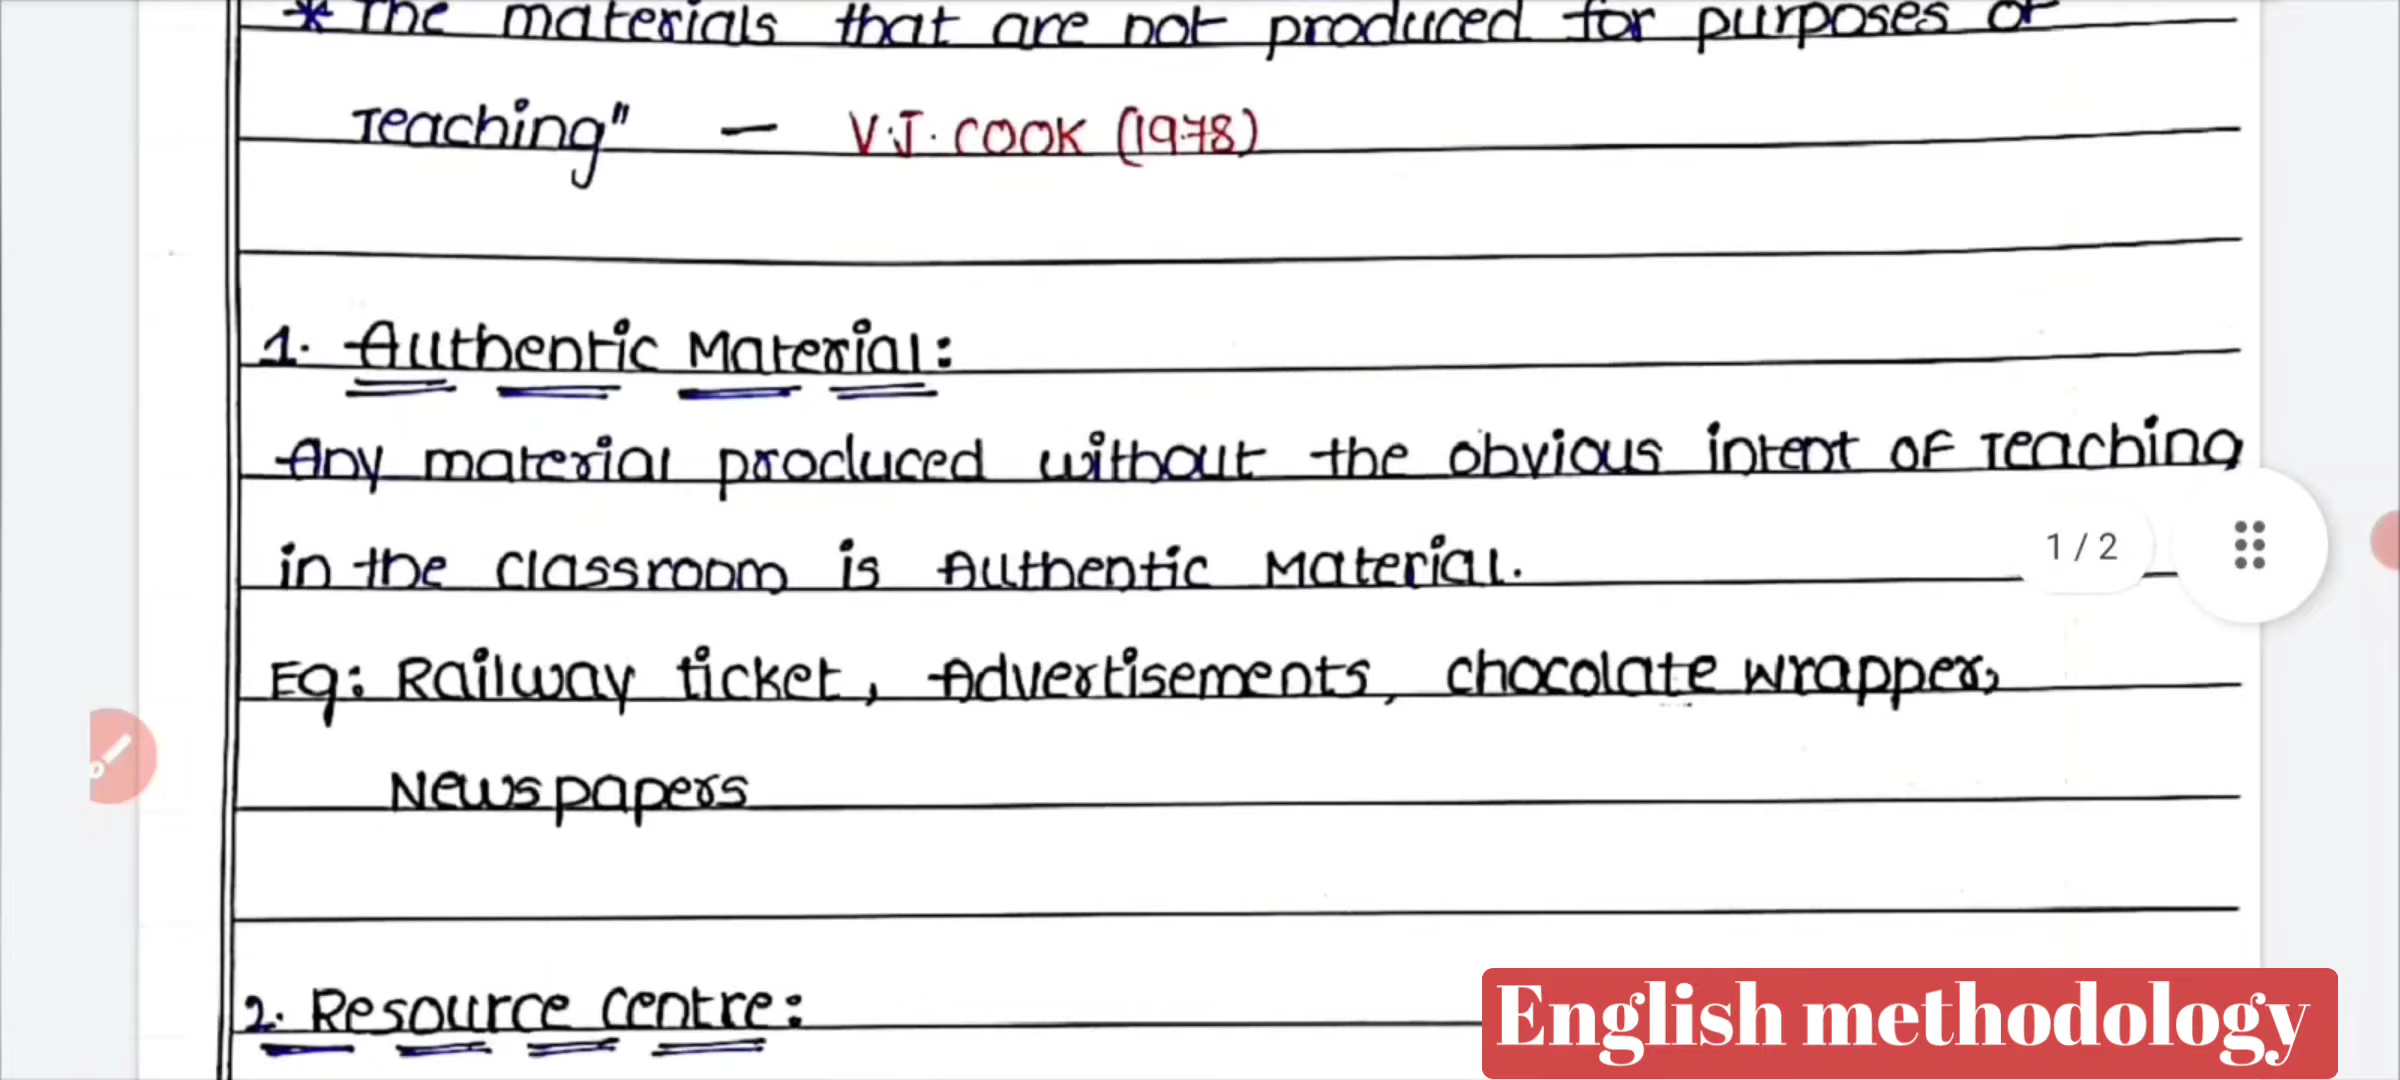 * The materials that are not produced for purposes of
Teaching" — V.J. COOK (1978)
1. Authentic Material:
Any material produced without the obvious intent of Teaching
in the classroom is Authentic Material.
1 / 2
Eg: Railway ticket, Advertisements, chocolate wrapper,
Newspapers
2. Resource Centre:
English methodology